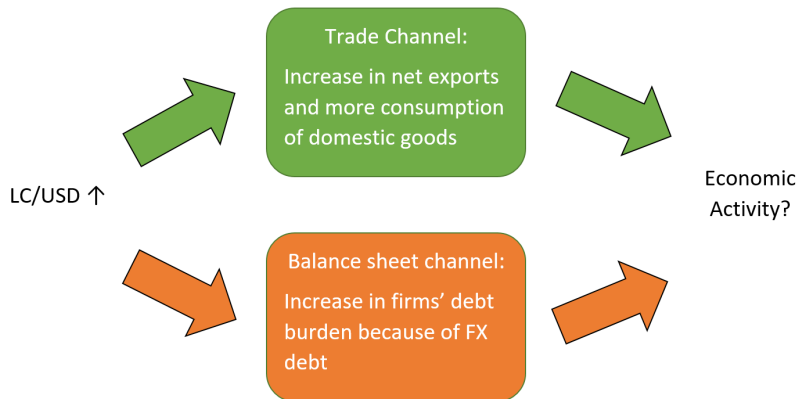 Trade Channel:
Increase in net exports
and more consumption
of domestic goods
LC/USD ↑
Economic
Activity?
Balance sheet channel:
Increase in firms’ debt
burden because of FX
debt